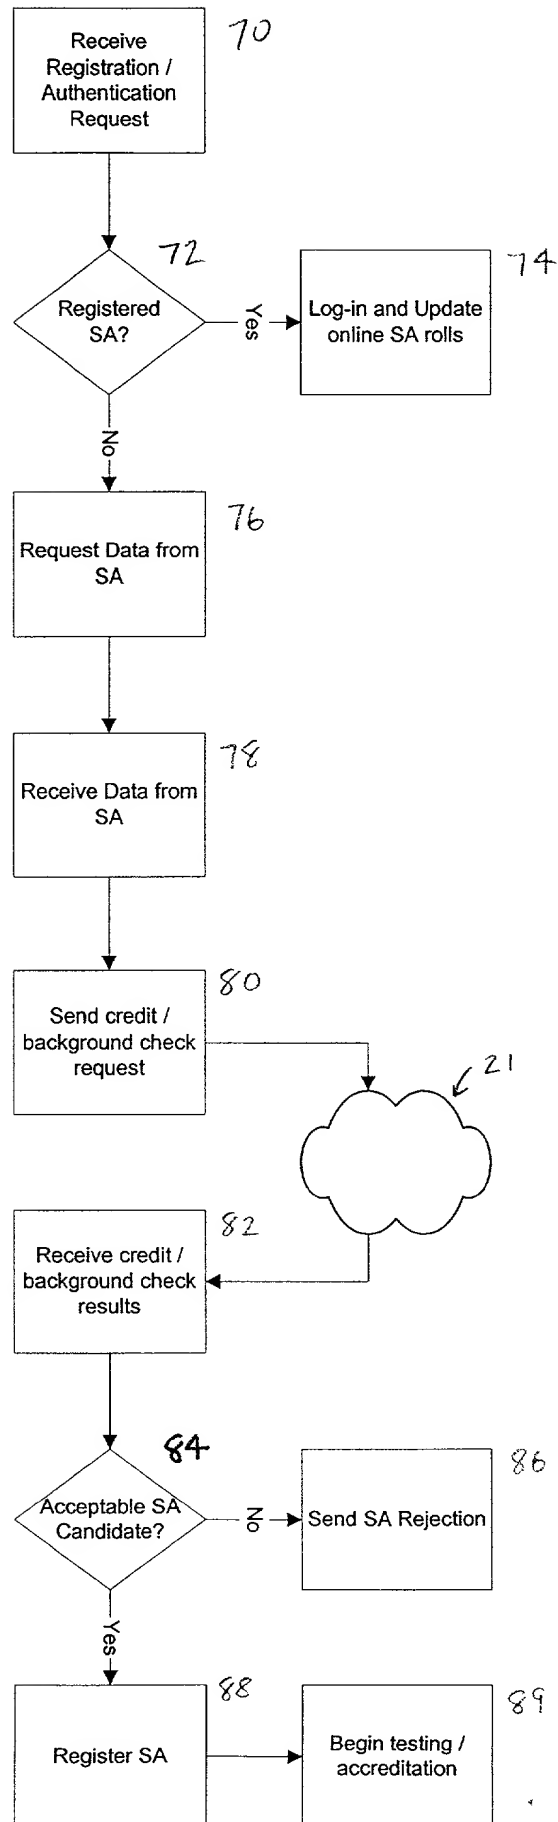 Receive
Registration /
Authentication
Request
70
72
Registered
SA?
Yes
Log-in and Update
online SA rolls
74
No
Request Data from
SA
76
Receive Data from
SA
78
Send credit /
background check
request
80
21
Receive credit /
background check
results
82
84
Acceptable SA
Candidate?
No
Send SA Rejection
86
Yes
Register SA
88
Begin testing /
accreditation
89